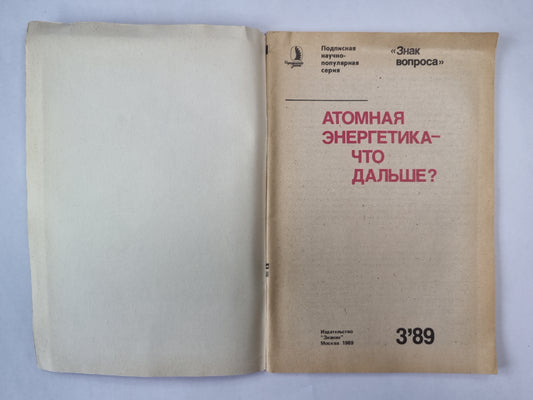 Подписная
научно-
популярная
серия
«Знак
вопроса»
АТОМНАЯ
ЭНЕРГЕТИКА—
ЧТО
ДАЛЬШЕ?
Издательство
"Знание"
Москва 1989
3'89